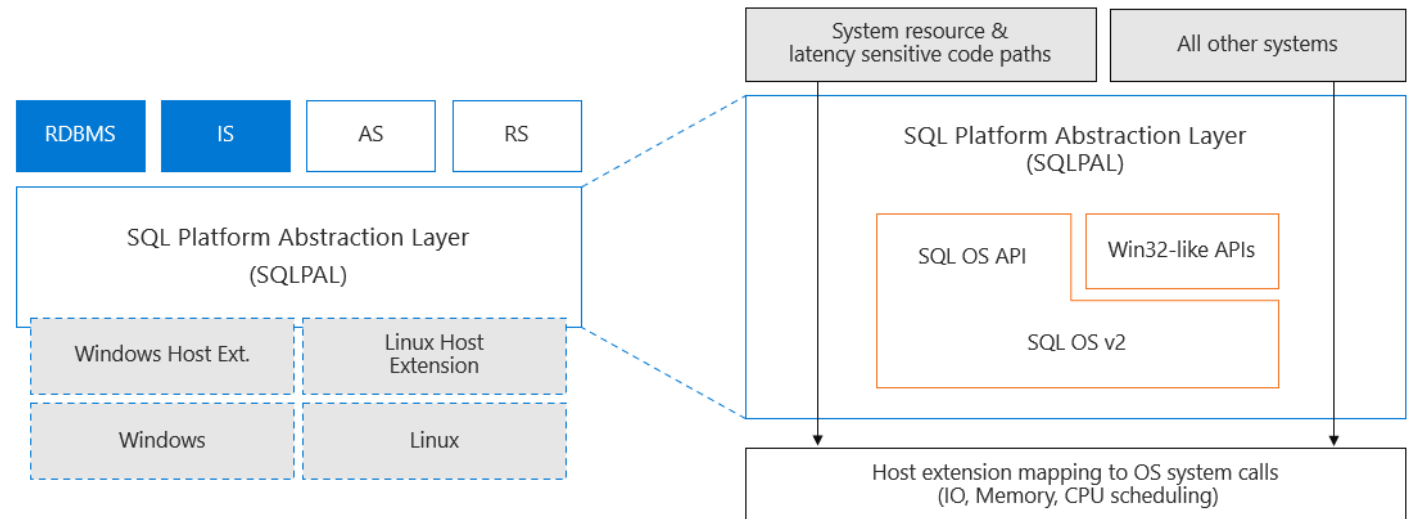 RDBMS
IS
AS
RS
SQL Platform Abstraction Layer
(SQLPAL)
Windows Host Ext.
Linux Host
Extension
Windows
Linux
System resource &
latency sensitive code paths
All other systems
SQL Platform Abstraction Layer
(SQLPAL)
SQL OS API
Win32-like APIs
SQL OS v2
Host extension mapping to OS system calls
(IO, Memory, CPU scheduling)